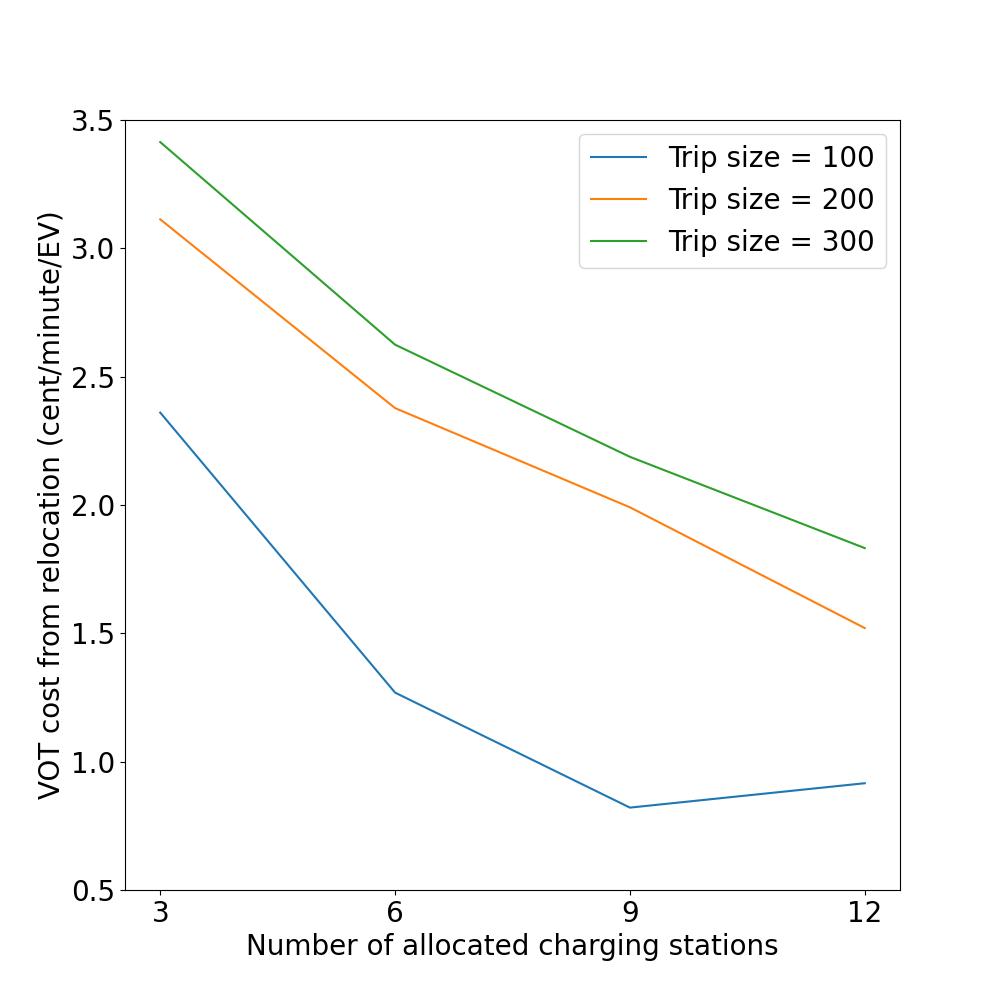 3.5
3.0
2.5
2.0
1.5
1.0
0.5
VOT cost from relocation (cent/minute/EV)
Trip size = 100
Trip size = 200
Trip size = 300
3 6 9 12
Number of allocated charging stations